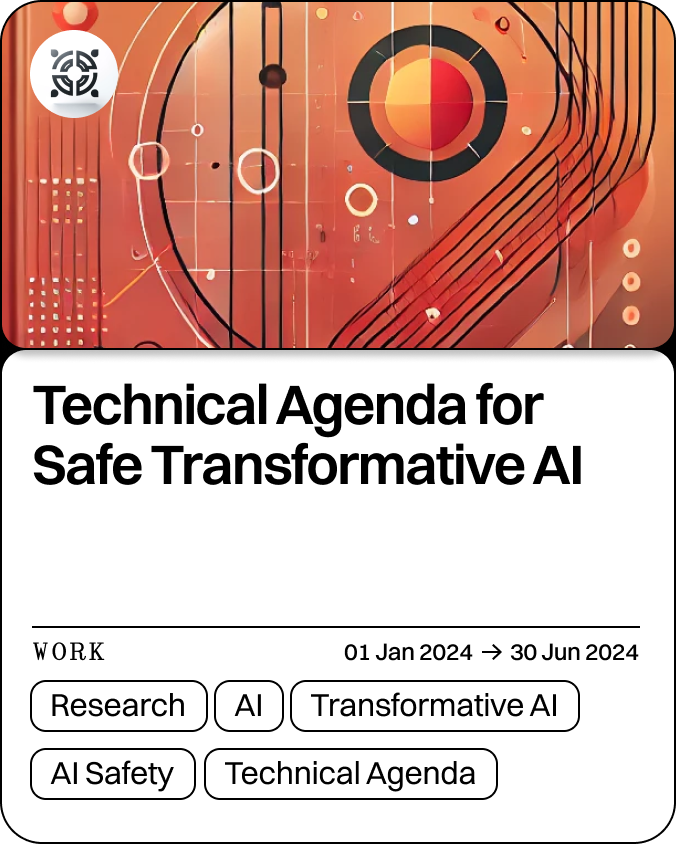 Technical Agenda for
Safe Transformative AI
WORK
01 Jan 2024 → 30 Jun 2024
Research
AI
Transformative AI
AI Safety
Technical Agenda